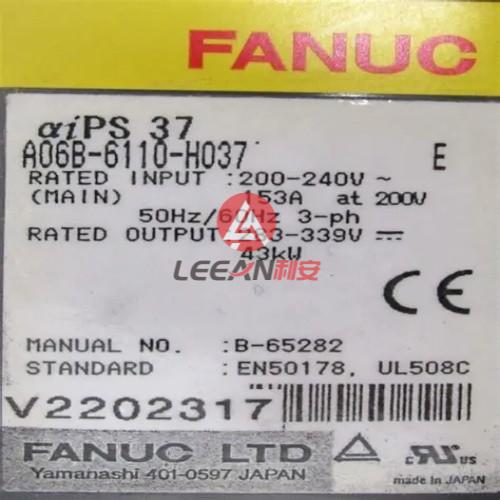 FANUC
αiPS 37
A06B-6110-H037 E
RATED INPUT :200-240V ~
(MAIN) 153A at 200V
50Hz/60Hz 3-ph
RATED OUTPUT :283-339V ⎓
43kW
LEEAN利安
CE
MANUAL NO. :B-65282
STANDARD :EN50178, UL508C
V2202317
FANUC LTD
Yamanashi 401-0597 JAPAN
c RU us
made in JAPAN